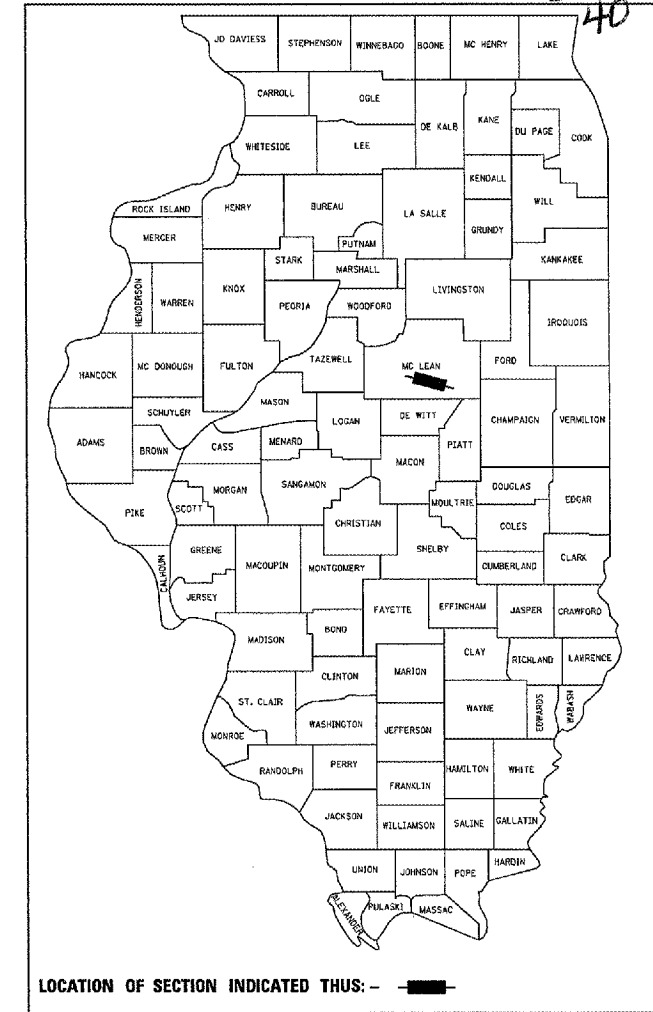 40
JO DAVIESS
STEPHENSON
WINNEBAGO
BOONE
MC HENRY
LAKE
CARROLL
OGLE
DE KALB
KANE
DU PAGE
COOK
WHITESIDE
LEE
KENDALL
WILL
ROCK ISLAND
HENRY
BUREAU
LA SALLE
GRUNDY
MERCER
PUTNAM
STARK
MARSHALL
KANKAKEE
HENDERSON
WARREN
KNOX
PEORIA
WOODFORD
LIVINGSTON
IROQUOIS
HANCOCK
MC DONOUGH
FULTON
TAZEWELL
MC LEAN
FORD
MASON
SCHUYLER
LOGAN
DE WITT
CHAMPAIGN
VERMILION
ADAMS
BROWN
CASS
MENARD
PIATT
MACON
PIKE
SCOTT
MORGAN
SANGAMON
CHRISTIAN
MOULTRIE
DOUGLAS
EDGAR
COLES
CALHOUN
GREENE
MACOUPIN
MONTGOMERY
SHELBY
CUMBERLAND
CLARK
JERSEY
FAYETTE
EFFINGHAM
JASPER
CRAWFORD
MADISON
BOND
CLAY
RICHLAND
LAWRENCE
CLINTON
MARION
ST. CLAIR
WAYNE
EDWARDS
WABASH
MONROE
WASHINGTON
JEFFERSON
RANDOLPH
PERRY
HAMILTON
WHITE
FRANKLIN
JACKSON
WILLIAMSON
SALINE
GALLATIN
UNION
JOHNSON
POPE
HARDIN
ALEXANDER
PULASKI
MASSAC
LOCATION OF SECTION INDICATED THUS: -